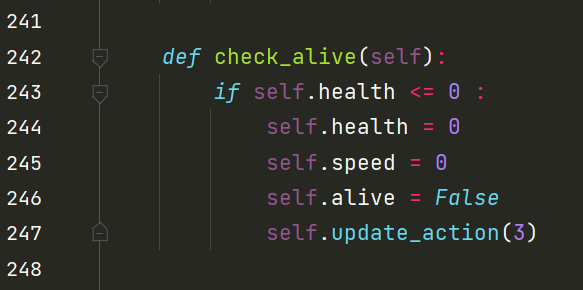 241
242 def check_alive(self):
243 if self.health <= 0 :
244 self.health = 0
245 self.speed = 0
246 self.alive = False
247 self.update_action(3)
248